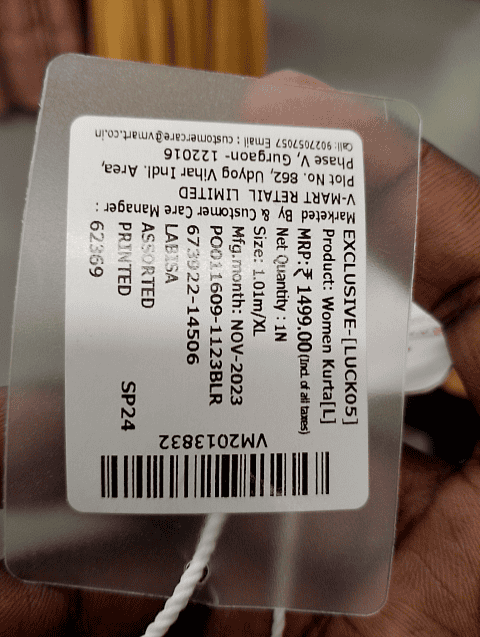 EXCLUSIVE-[LUCK05]
Product: Women Kurta[L]
MRP:₹ 1499.00(Incl. of all taxes)
Net Quantity : 1N
Size: 1.01m/XL
Mfg.month: NOV-2023
PO011609-1123BLR
673922-14506
LABISA
ASSORTED
PRINTED SP24
62369
VM2013832
Marketed By & Customer Care Manager ::
V-MART RETAIL LIMITED
Plot No. 862, Udyog Vihar Indl. Area,
Phase V, Gurgaon- 122016
Call: 9027057057 Email : customercare@vmart.co.in